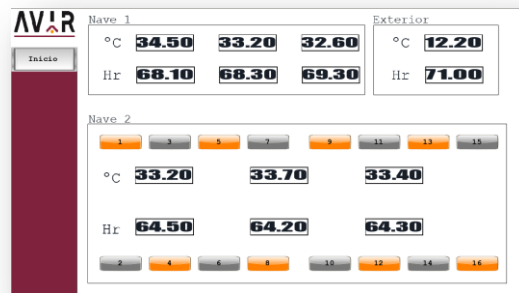 AVIR
Inicio
Nave 1
°C 34.50 33.20 32.60
Hr 68.10 68.30 69.30
Exterior
°C 12.20
Hr 71.00
Nave 2
1 3 5 7 9 11 13 15
°C 33.20 33.70 33.40
Hr 64.50 64.20 64.30
2 4 6 8 10 12 14 16